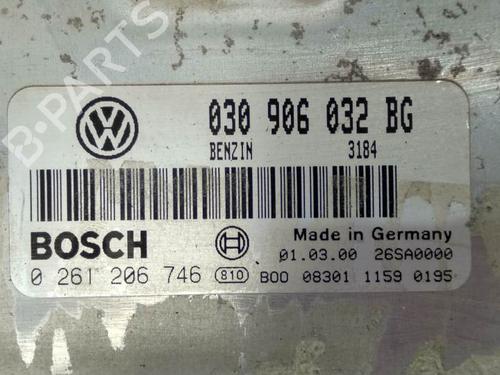 B-PARTS
030 906 032 BG
BENZIN 3184
BOSCH
Made in Germany
01.03.00 26SA0000
0 261 206 746 810 B00 08301 1159 0195